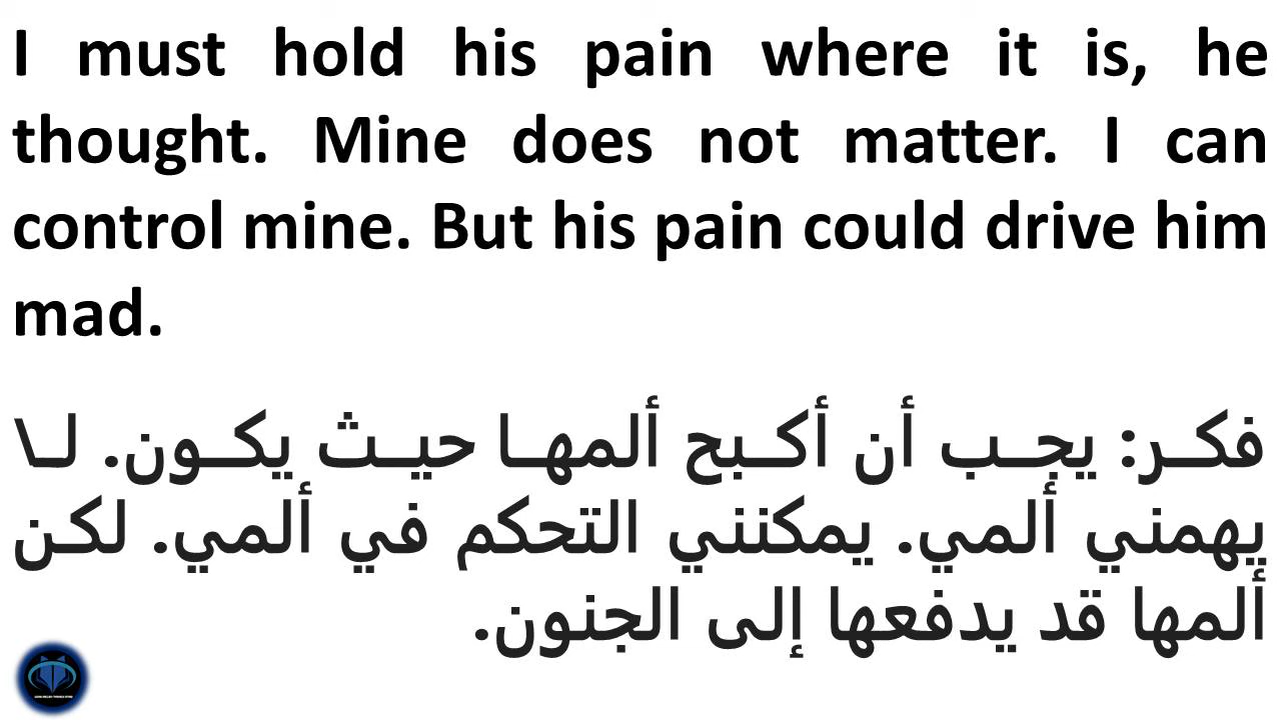 I must hold his pain where it is, he
thought. Mine does not matter. I can
control mine. But his pain could drive him
mad.
فكر: يجب أن أكبح ألمها حيث يكون. لا
يهمني ألمي. يمكنني التحكم في ألمي. لكن
ألمها قد يدفعها إلى الجنون.